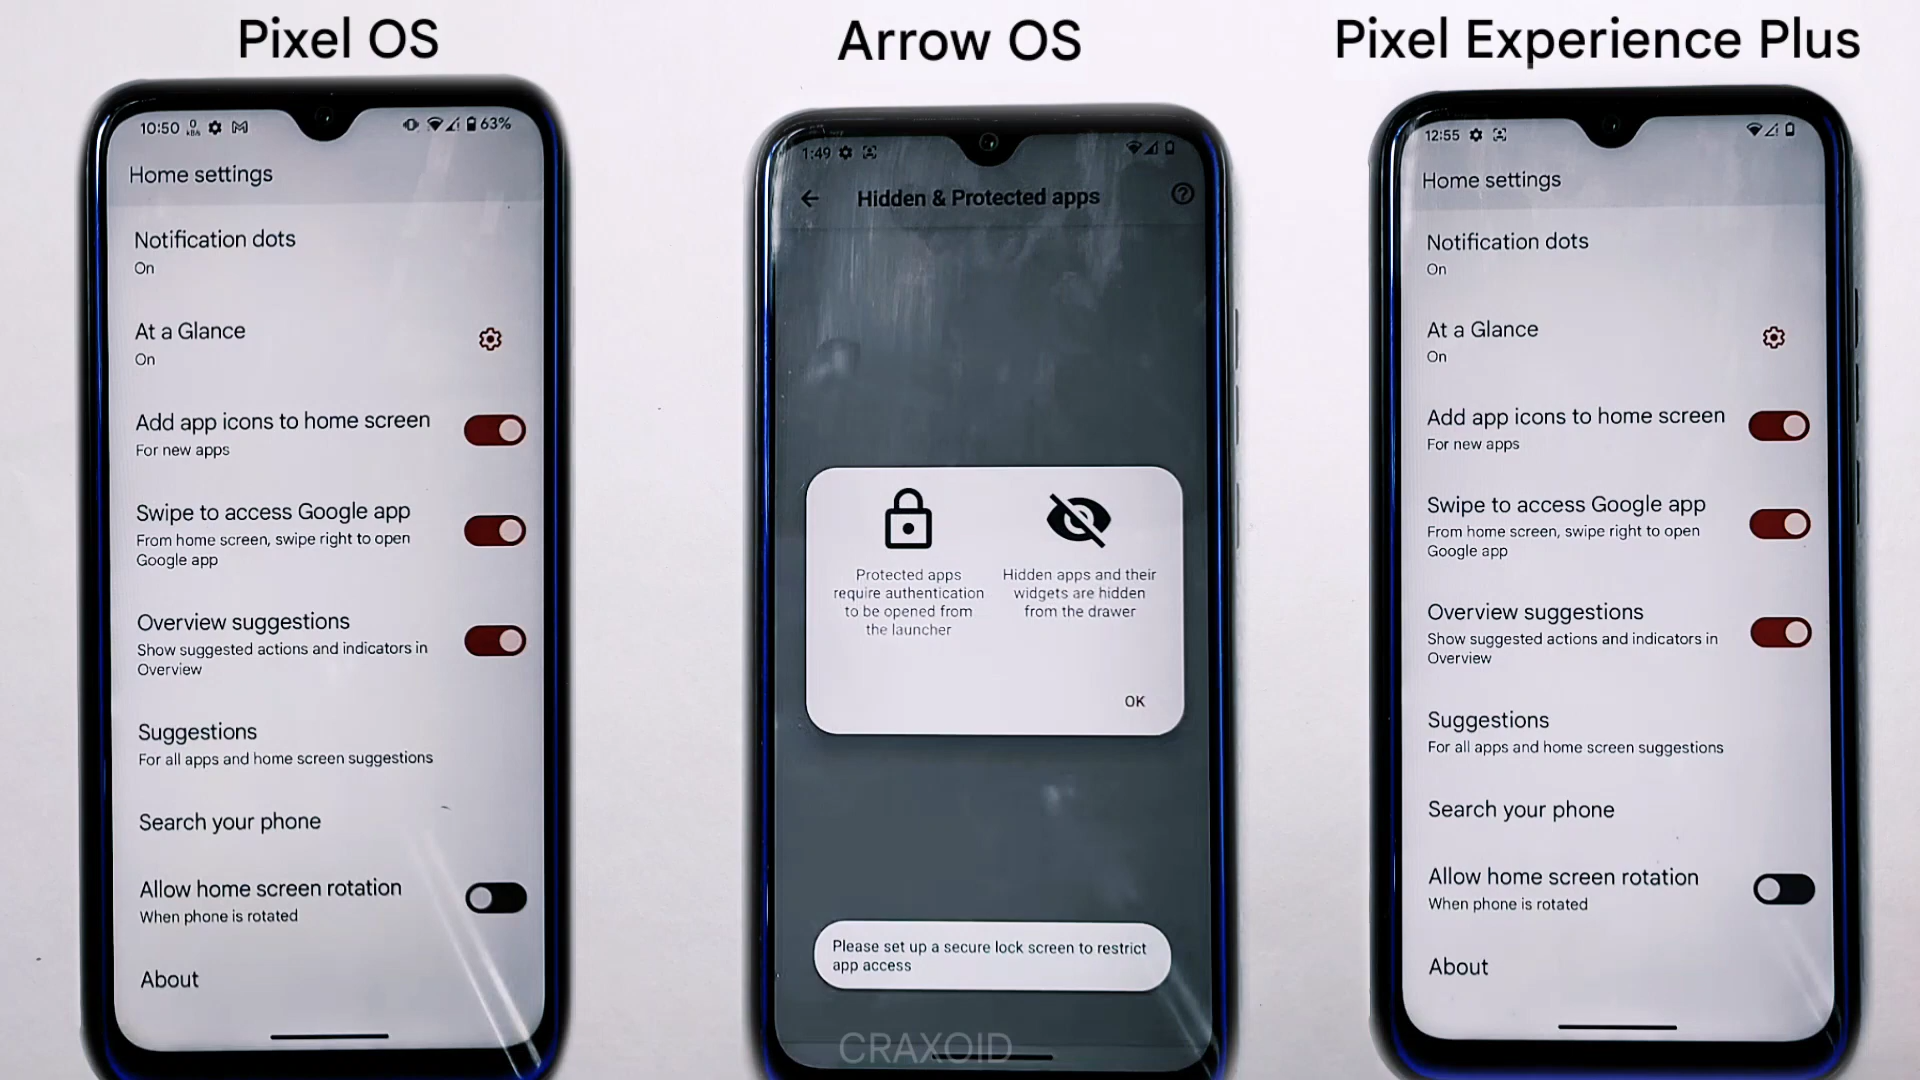 Pixel OS
Arrow OS
Pixel Experience Plus
10:50
63%
Home settings
Notification dots
On
At a Glance
On
Add app icons to home screen
For new apps
Swipe to access Google app
From home screen, swipe right to open
Google app
Overview suggestions
Show suggested actions and indicators in
Overview
Suggestions
For all apps and home screen suggestions
Search your phone
Allow home screen rotation
When phone is rotated
About
1:49
Hidden & Protected apps
Protected apps
require authentication
to be opened from
the launcher
Hidden apps and their
widgets are hidden
from the drawer
OK
Please set up a secure lock screen to restrict
app access
CRAXOID
12:55
Home settings
Notification dots
On
At a Glance
On
Add app icons to home screen
For new apps
Swipe to access Google app
From home screen, swipe right to open
Google app
Overview suggestions
Show suggested actions and indicators in
Overview
Suggestions
For all apps and home screen suggestions
Search your phone
Allow home screen rotation
When phone is rotated
About